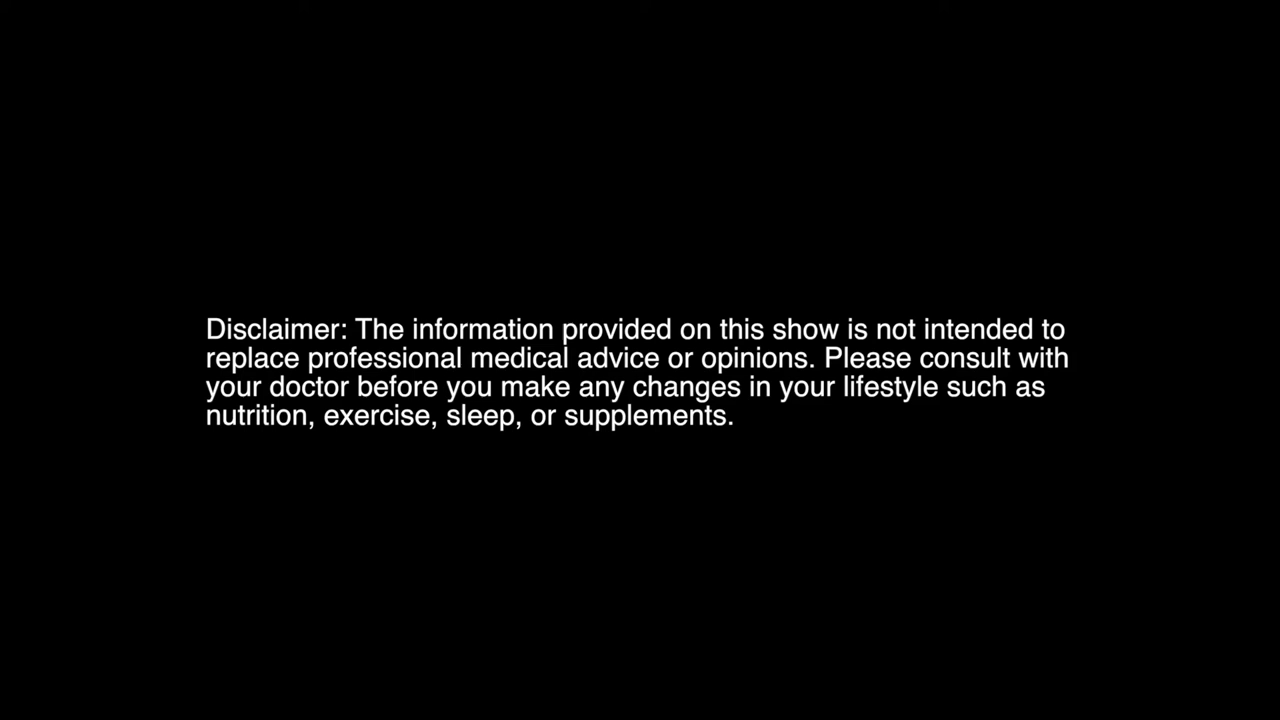 Disclaimer: The information provided on this show is not intended to
replace professional medical advice or opinions. Please consult with
your doctor before you make any changes in your lifestyle such as
nutrition, exercise, sleep, or supplements.